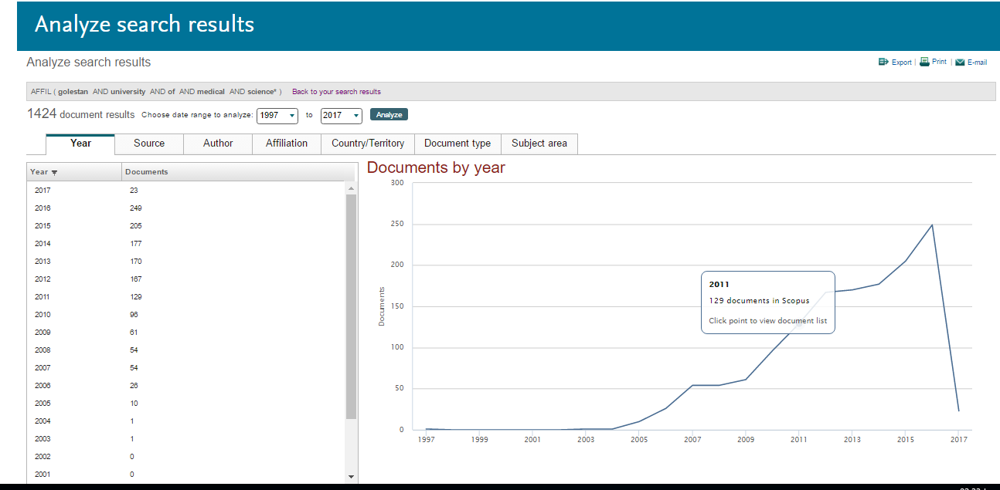 Analyze search results
Analyze search results
Export | Print | E-mail
AFFIL ( golestan AND university AND of AND medical AND science* ) Back to your search results
1424 document results Choose date range to analyze: 1997 to 2017 Analyze
Year Source Author Affiliation Country/Territory Document type Subject area
Year Documents
2017 23
2016 249
2015 205
2014 177
2013 170
2012 167
2011 129
2010 96
2009 61
2008 54
2007 54
2006 26
2005 10
2004 1
2003 1
2002 0
2001 0
Documents by year
300
250
200
150
100
50
0
Documents
2011
129 documents in Scopus
Click point to view document list
1997 1999 2001 2003 2005 2007 2009 2011 2013 2015 2017